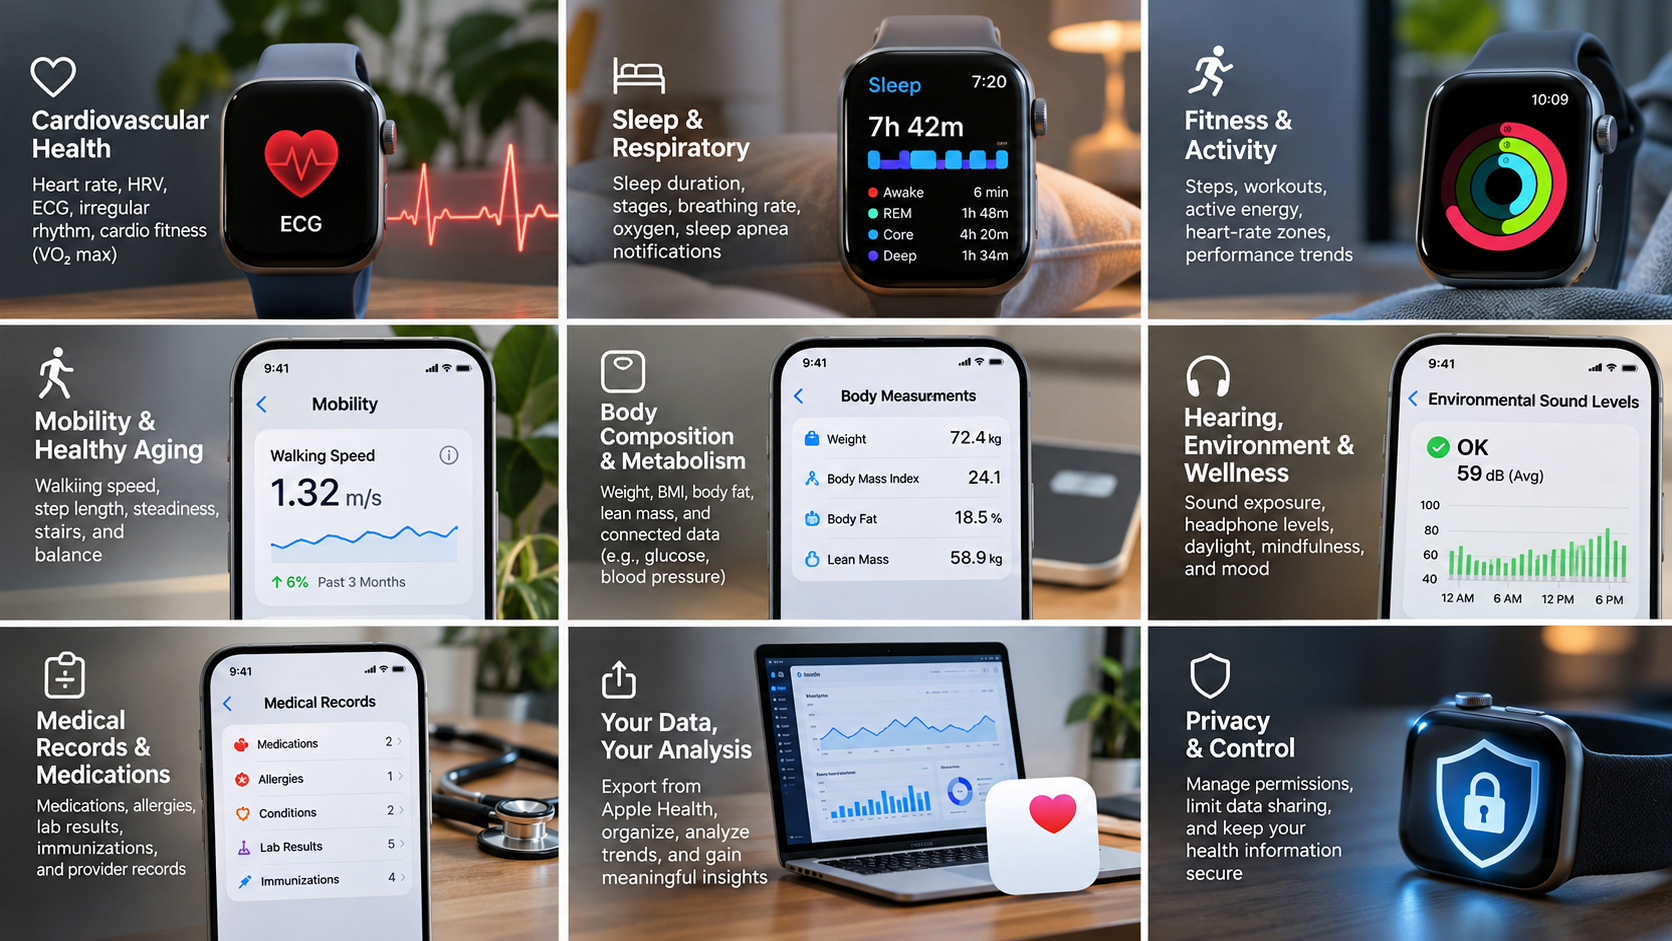 Cardiovascular
Health
Heart rate, HRV,
ECG, irregular
rhythm, cardio fitness
(VO₂ max)
ECG
Sleep &
Respiratory
Sleep duration,
stages, breathing rate,
oxygen, sleep apnea
notifications
Sleep 7:20
7h 42m
Awake 6 min
REM 1h 48m
Core 4h 20m
Deep 1h 34m
Fitness &
Activity
Steps, workouts,
active energy,
heart-rate zones,
performance trends
10:09
Mobility &
Healthy Aging
Walkiing speed,
step length, steadiness,
stairs, and
balance
9:41
Mobility
Walking Speed
1.32 m/s
↑ 6% Past 3 Months
Body
Composition
& Metabolism
Weight, BMI, body fat,
lean mass, and
connected data
(e.g., glucose,
blood pressure)
9:41
Body Measurments
Weight 72.4 kg
Body Mass Index 24.1
Body Fat 18.5 %
Lean Mass 58.9 kg
Hearing,
Environment &
Wellness
Sound exposure,
headphone levels,
daylight, mindfulness,
and mood
9:41
Environmental Sound Levels
OK
59 dB (Avg)
100
80
60
40
12 AM 6 AM 12 PM 6 PM
Medical
Records &
Medications
Medications, allergies,
lab results,
immunizations,
and provider records
9:41
Medical Records
Medications 2
Allergies 1
Conditions 2
Lab Results 5
Immunizations 4
Your Data,
Your Analysis
Export from
Apple Health,
organize, analyze
trends, and gain
meaningful insights
Privacy
& Control
Manage permissions,
limit data sharing,
and keep your
health information
secure